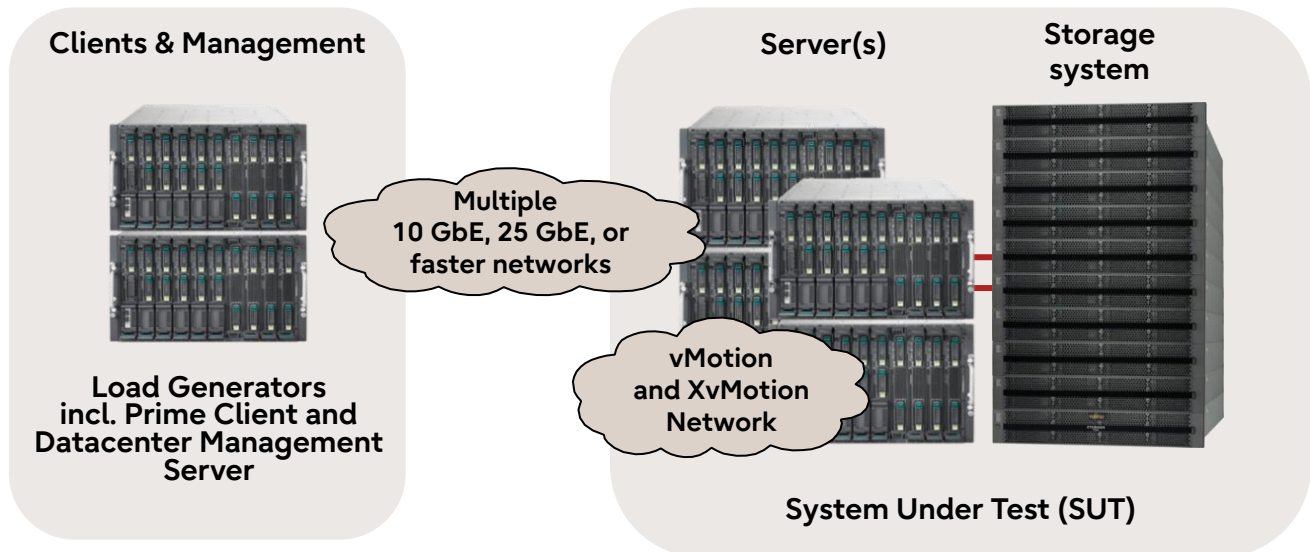 Clients & Management
Load Generators
incl. Prime Client and
Datacenter Management
Server
Multiple
10 GbE, 25 GbE, or
faster networks
Server(s)
Storage
system
vMotion
and XvMotion
Network
System Under Test (SUT)